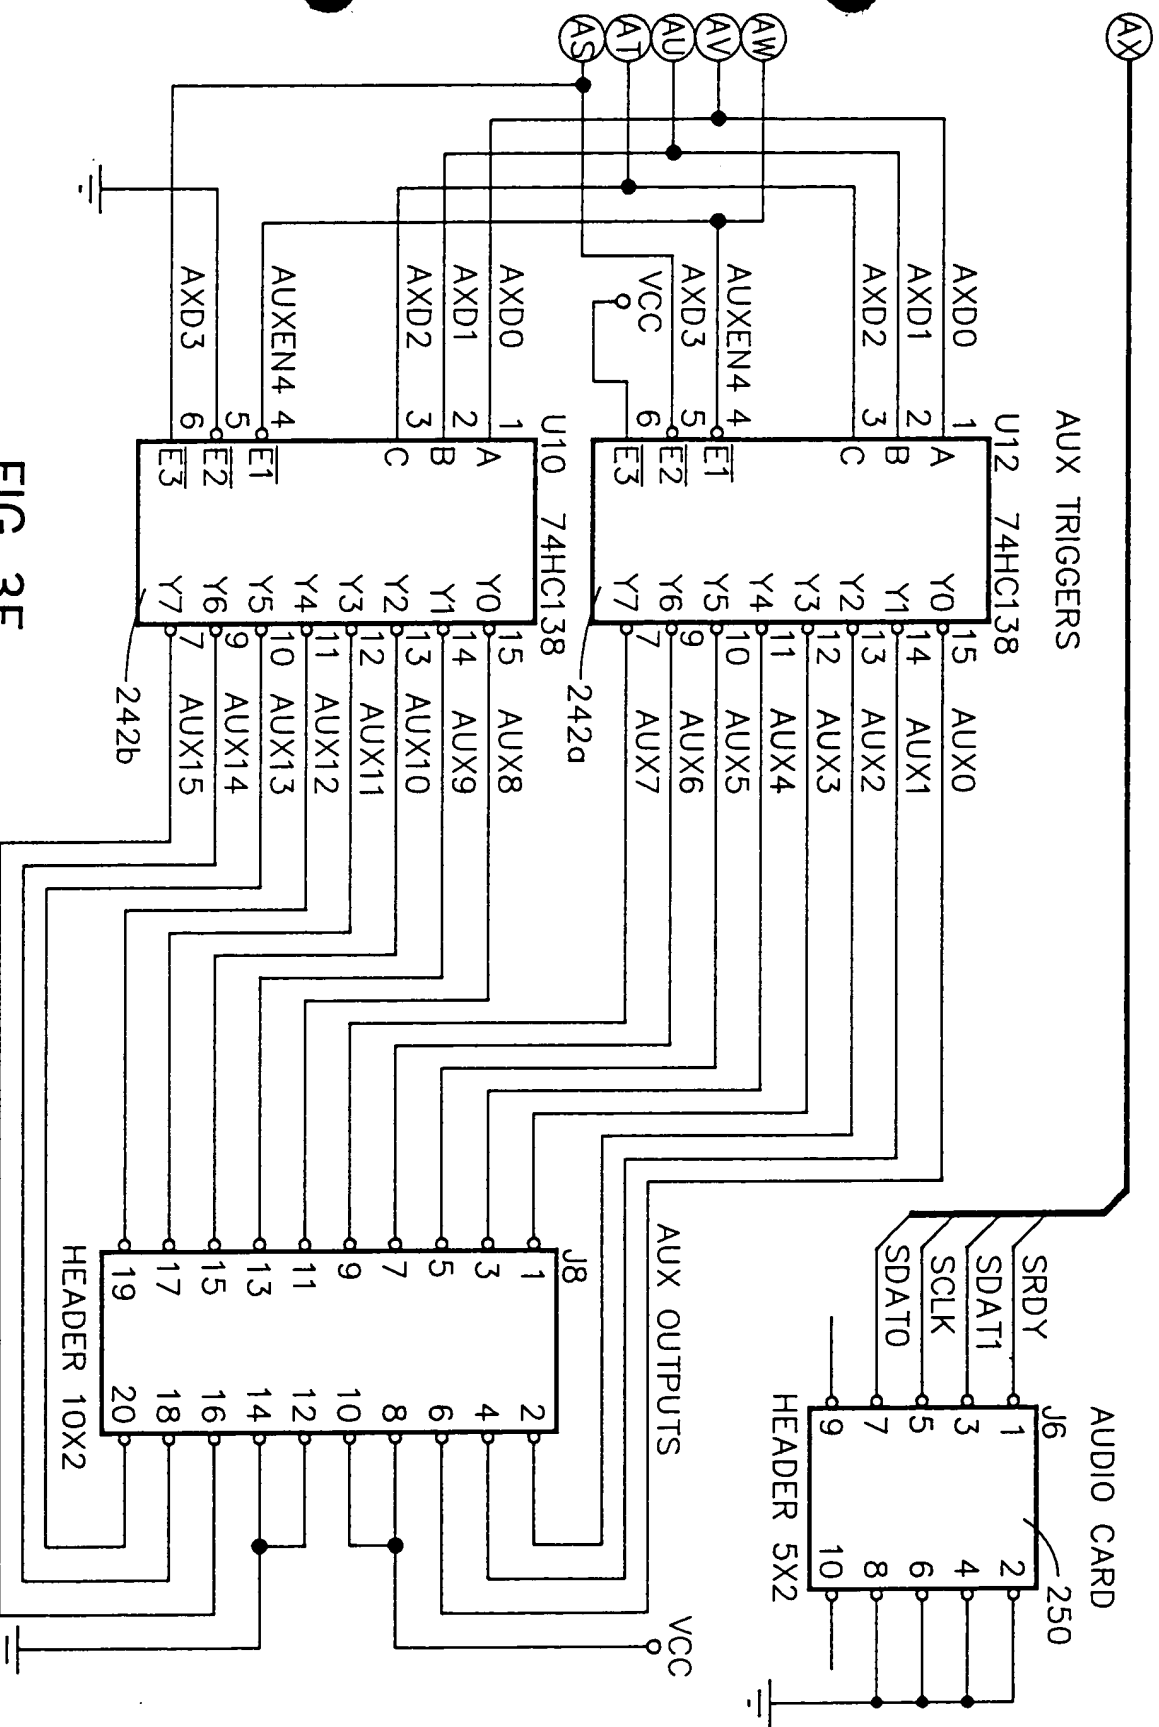 AX
AW
AV
AU
AT
AS
AUX TRIGGERS
U12 74HC138
AXD0 1 A Y0 15 AUX0
AXD1 2 B Y1 14 AUX1
AXD2 3 C Y2 13 AUX2
Y3 12 AUX3
Y4 11 AUX4
AUXEN4 4 E1 Y5 10 AUX5
AXD3 5 E2 Y6 9 AUX6
VCC 6 E3 Y7 7 AUX7
242a
U10 74HC138
AXD0 1 A Y0 15 AUX8
AXD1 2 B Y1 14 AUX9
AXD2 3 C Y2 13 AUX10
Y3 12 AUX11
Y4 11 AUX12
AUXEN4 4 E1 Y5 10 AUX13
5 E2 Y6 9 AUX14
AXD3 6 E3 Y7 7 AUX15
242b
AUDIO CARD
250
J6
SRDY 1 2
SDAT1 3 4
SCLK 5 6
SDAT0 7 8
9 10
HEADER 5X2
AUX OUTPUTS
VCC
J8
1 2
3 4
5 6
7 8
9 10
11 12
13 14
15 16
17 18
19 20
HEADER 10X2